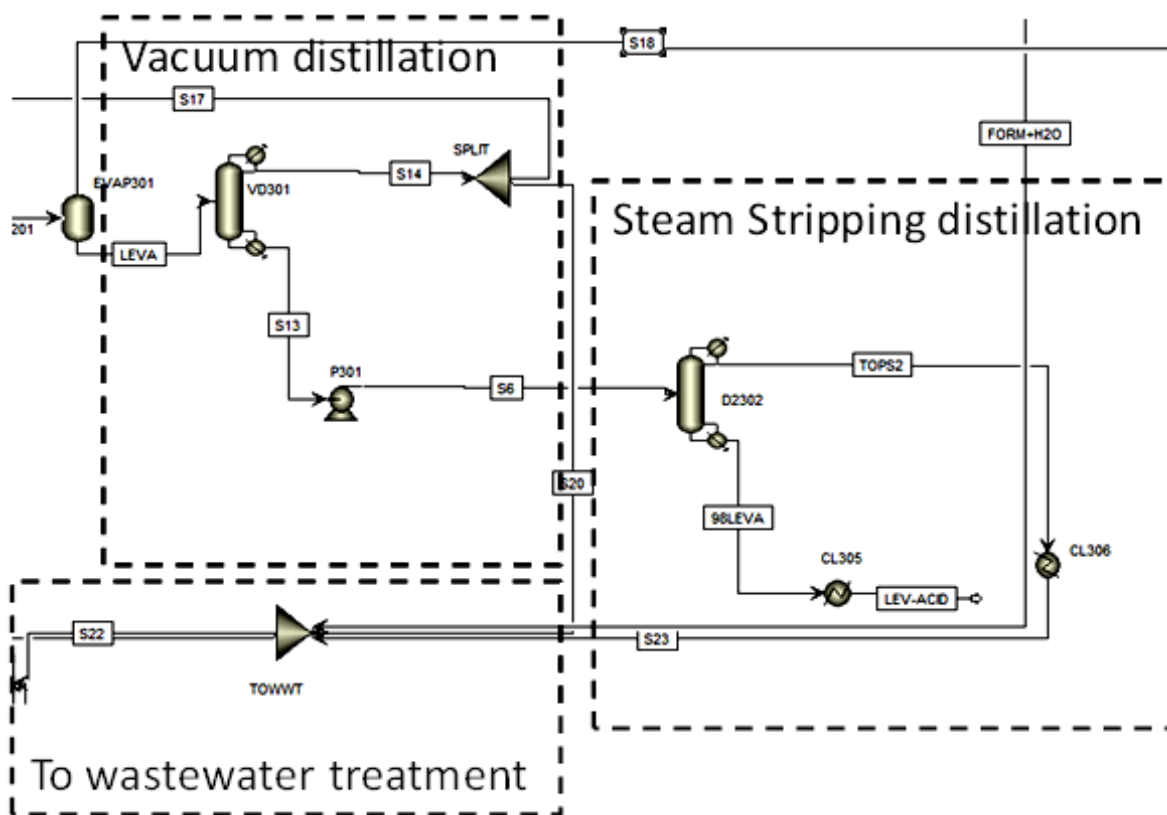 Vacuum distillation
S18
S17
FORM+H2O
SPLIT
S14
EVAP301
VD301
Steam Stripping distillation
201
LEVA
S13
P301
TOPS2
S6
D2302
S20
98LEVA
CL305
CL306
LEV-ACID
S22
S23
TOWWT
To wastewater treatment